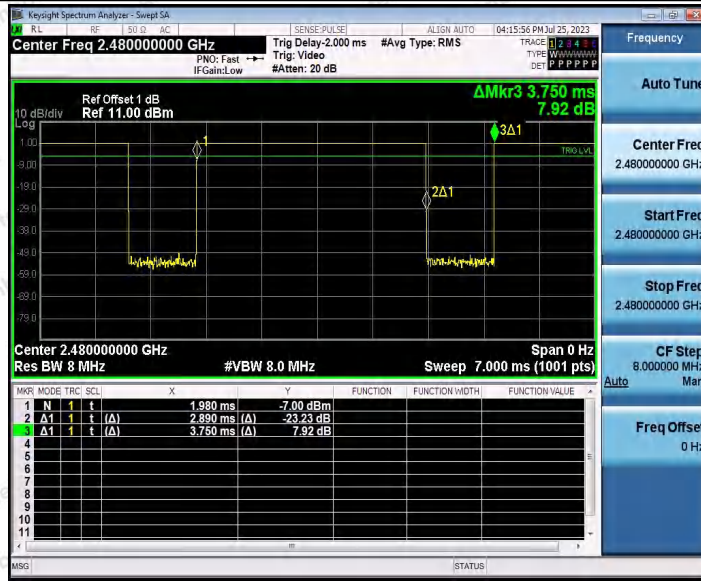 Keysight Spectrum Analyzer - Swept SA
RL RF 50 Ω AC SENSE:PULSE ALIGN AUTO 04:15:56 PM Jul 25, 2023
Center Freq 2.480000000 GHz
PNO: Fast
IFGain:Low
Trig Delay-2.000 ms
Trig: Video
#Atten: 20 dB
#Avg Type: RMS
TRACE 1 2 3 4 5 6
TYPE WWWWWW
DET P P P P P P
ΔMkr3 3.750 ms
7.92 dB
Ref Offset 1 dB
10 dB/div Ref 11.00 dBm
Log
1.00
-9.00
-19.0
-29.0
-39.0
-49.0
-59.0
-69.0
-79.0
1
3Δ1
TRIG LVL
2Δ1
Center 2.480000000 GHz Span 0 Hz
Res BW 8 MHz #VBW 8.0 MHz Sweep 7.000 ms (1001 pts)
MKR MODE TRC SCL X Y FUNCTION FUNCTION WIDTH FUNCTION VALUE
1 N 1 t 1.980 ms -7.00 dBm
2 Δ1 1 t (Δ) 2.890 ms (Δ) -23.23 dB
3 Δ1 1 t (Δ) 3.750 ms (Δ) 7.92 dB
4
5
6
7
8
9
10
11
MSG STATUS
Frequency
Auto Tune
Center Freq
2.480000000 GHz
Start Freq
2.480000000 GHz
Stop Freq
2.480000000 GHz
CF Step
8.000000 MHz
Auto Man
Freq Offset
0 Hz